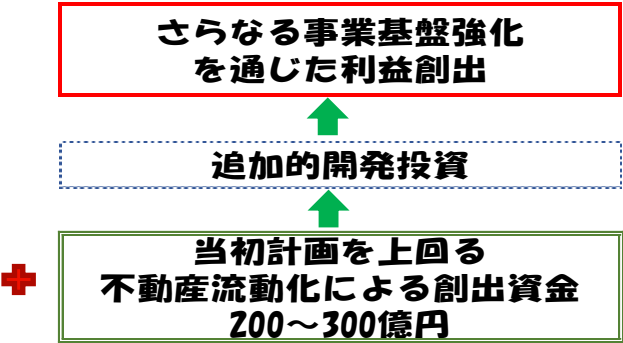 さらなる事業基盤強化
を通じた利益創出
追加的開発投資
当初計画を上回る
不動産流動化による創出資金
200～300億円